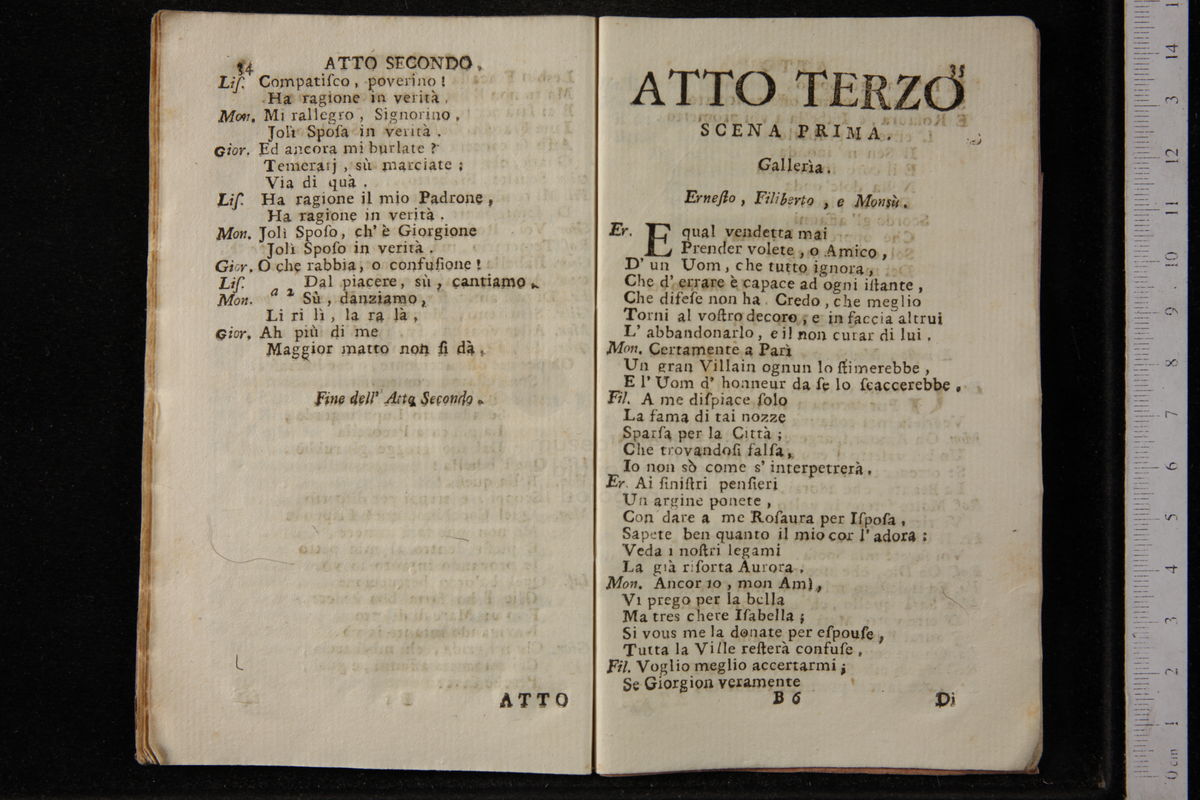 34 ATTO SECONDO.
Liſ. Compatiſco, poverino!
Ha ragione in verità.
Mon. Mi rallegro, Signorino,
Jolì Spoſa in verità.
Gior. Ed ancora mi burlate?
Temerarj, sù marciate:
Via di quà.
Liſ. Ha ragione il mio Padrone,
Ha ragione in verità.
Mon. Jolì Spoſo, ch' è Giorgione
Jolì Spoſo in verità.
Gior. O che rabbia, o confuſione!
Liſ. a 2 Dal piacere, sù, cantiamo.
Mon. Sù, danziamo,
Li ri lì, la ra là,
Gior. Ah più di me
Maggior matto non ſi dà.
Fine dell' Atto Secondo.
ATTO
35
ATTO TERZO
SCENA PRIMA.
Gallerìa.
Erneſto, Filiberto, e Monsù.
Er. E qual vendetta mai
Prender volete, o Amico,
D' un Uom, che tutto ignora,
Che d' errare è capace ad ogni iſtante,
Che difeſe non ha. Credo, che meglio
Torni al voſtro decoro, e in faccia altrui
L' abbandonarlo, e il non curar di lui.
Mon. Certamente a Parì
Un gran Villain ognun lo ſtimerebbe,
E l' Uom d' honneur da ſe lo ſcaccerebbe.
Fil. A me diſpiace ſolo
La fama di tai nozze
Sparſa per la Città;
Che trovandoſi falſa,
Io non sò come s' interpetrerà.
Er. Ai ſiniſtri penſieri
Un argine ponete,
Con dare a me Roſaura per Iſpoſa,
Sapete ben quanto il mio cor l' adora:
Veda i noſtri legami
La già riſorta Aurora.
Mon. Ancor io, mon Amì,
Vi prego per la bella
Ma tres chere Iſabella;
Si vous me la donate per eſpouſe,
Tutta la Ville reſterà confuſe.
Fil. Voglio meglio accertarmi;
Se Giorgion veramente
B 6 Di